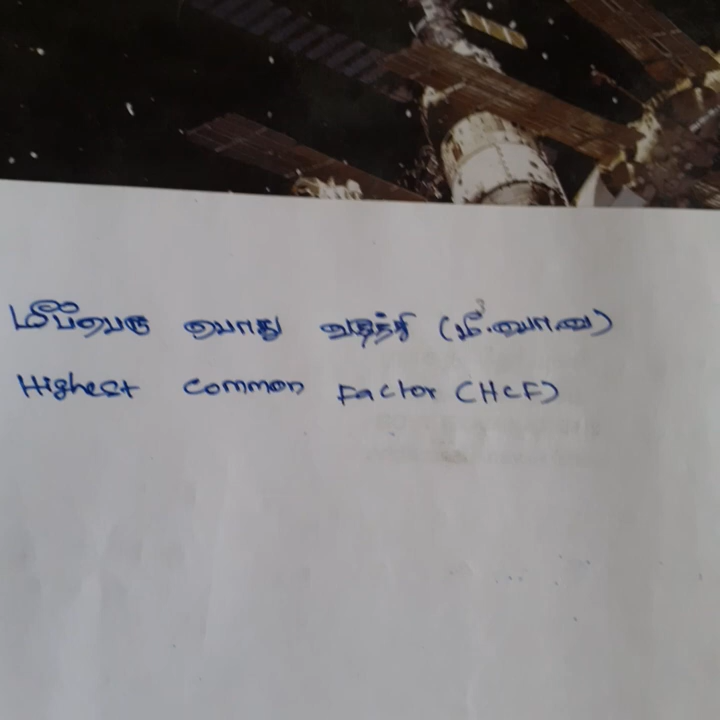 மீப்பெரு பொது வகுத்தி (மீ.பொ.வ)
Highest common Factor (HCF)